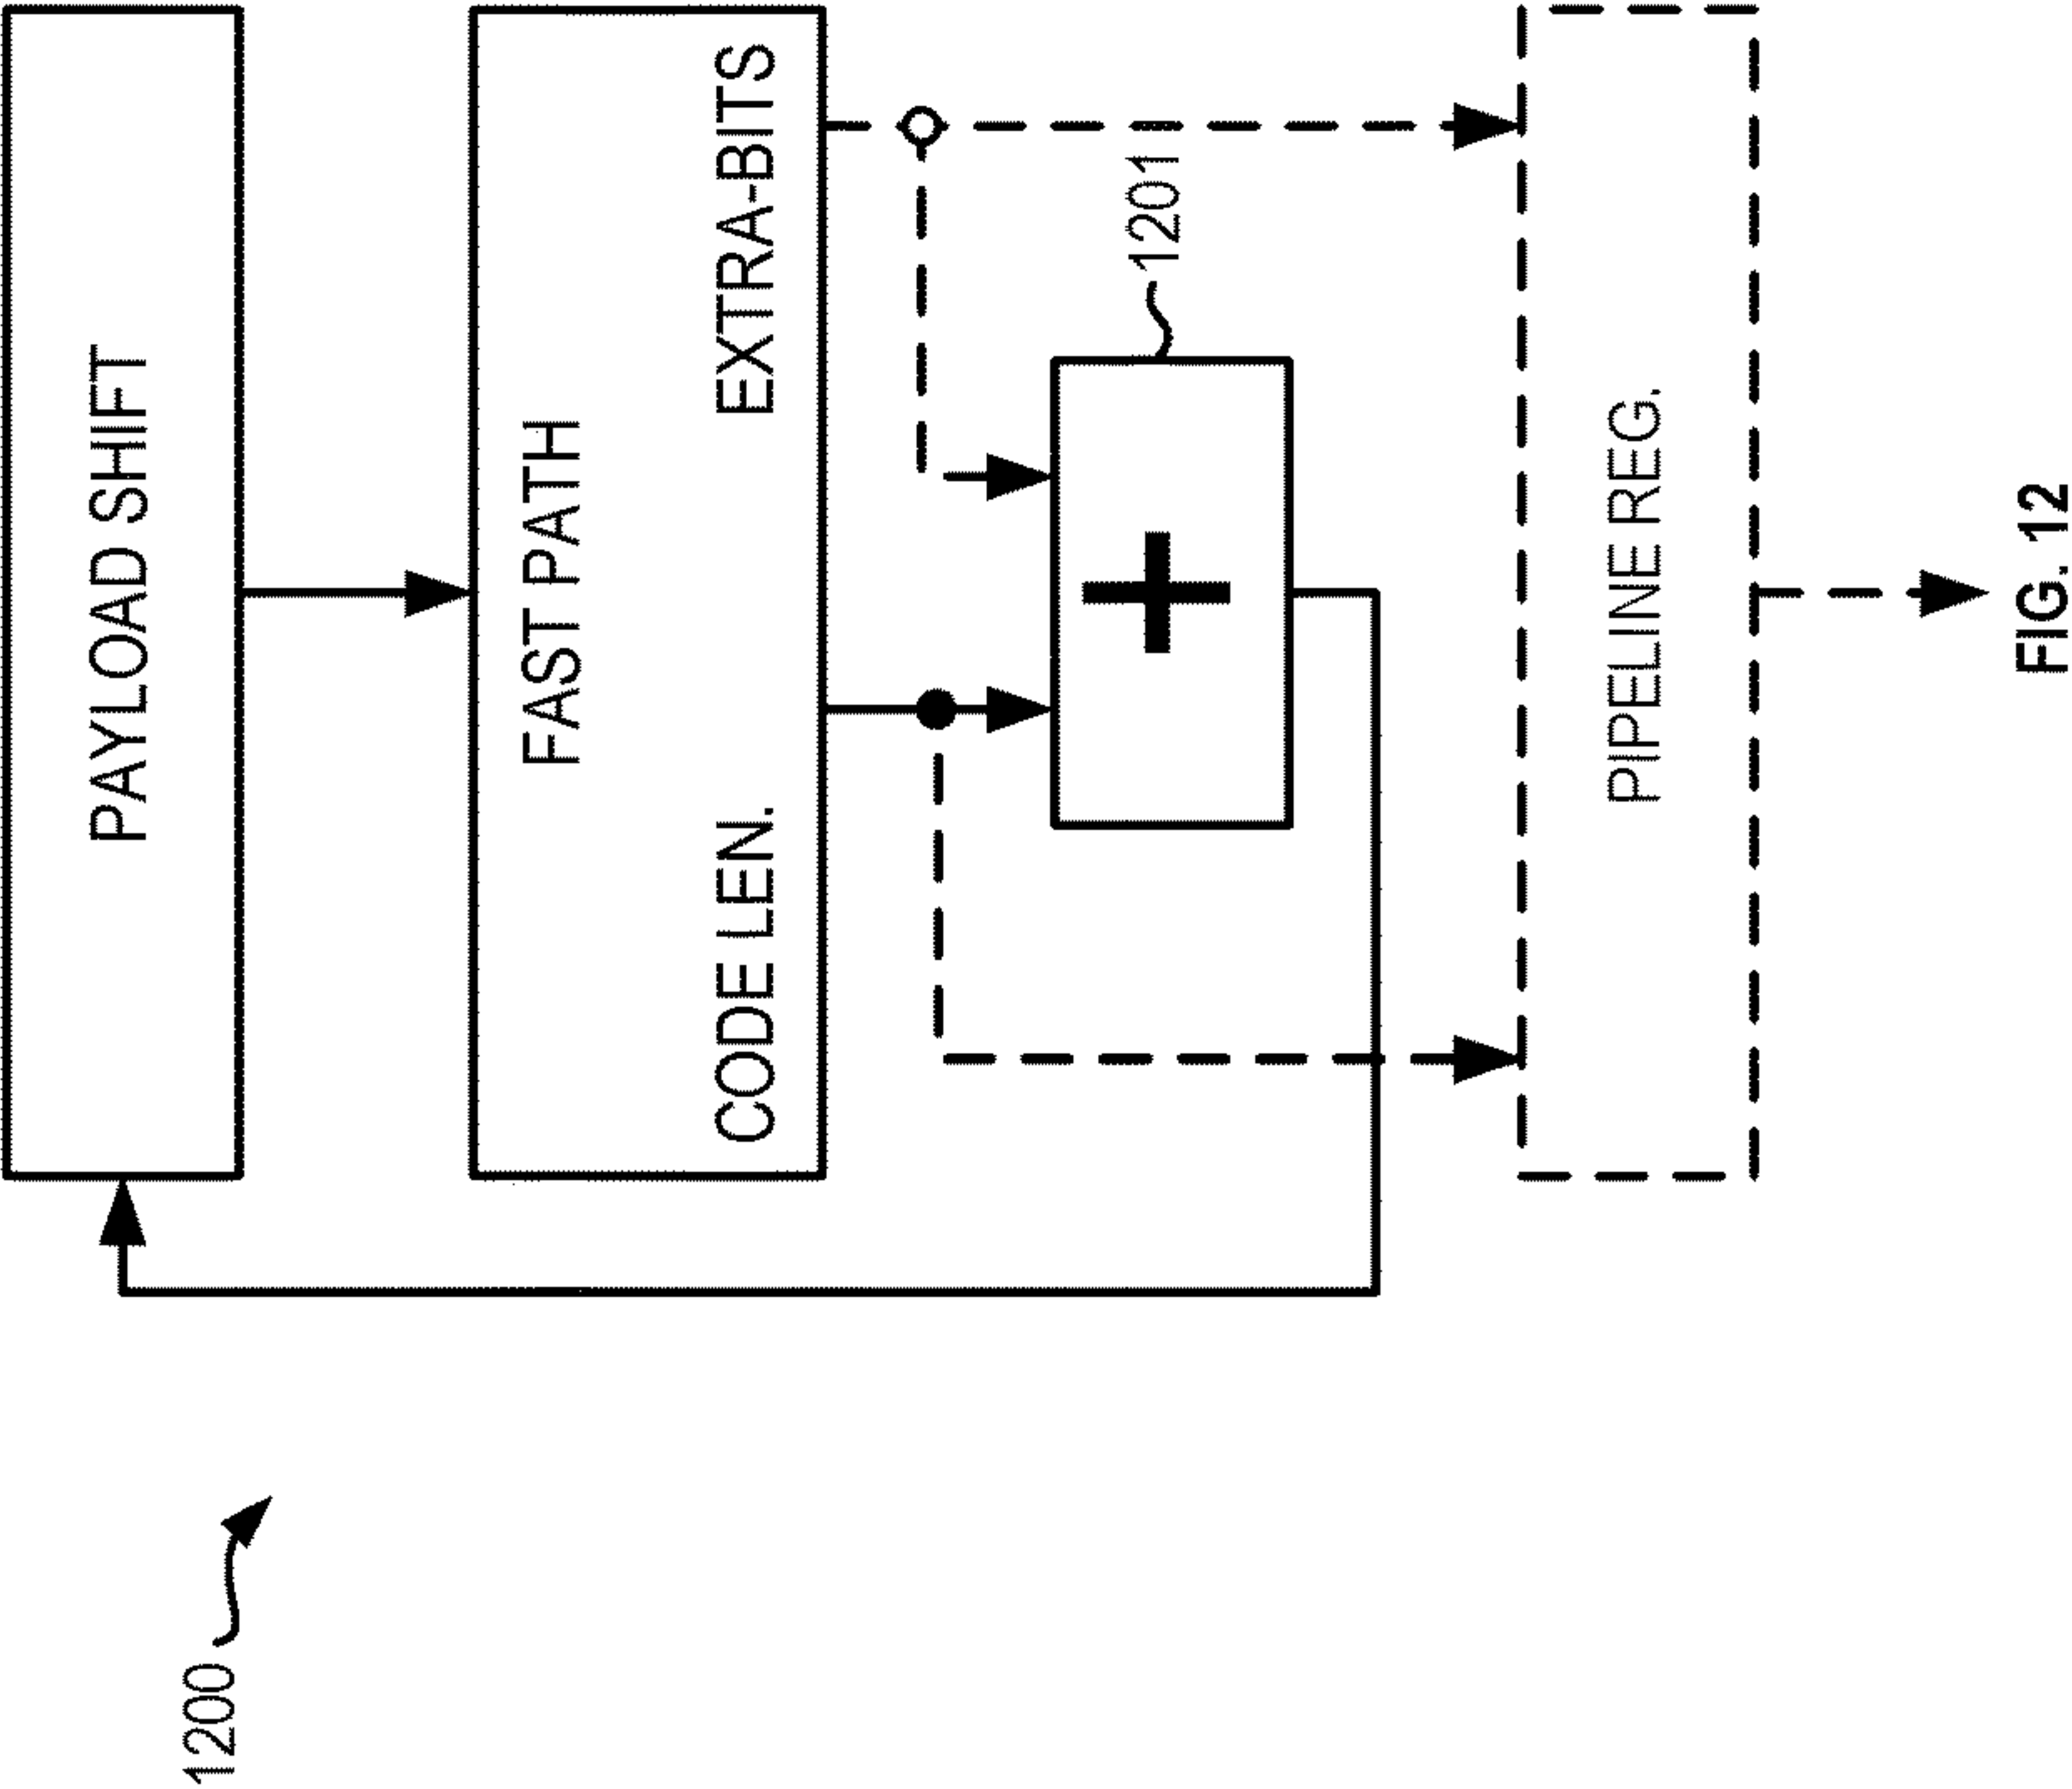 1200
PAYLOAD SHIFT
FAST PATH
CODE LEN.
EXTRA-BITS
1201
+
PIPELINE REG.
FIG. 12